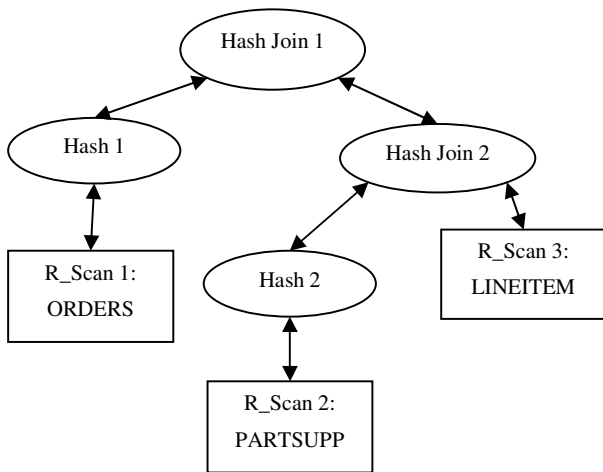 Hash Join 1
Hash 1
Hash Join 2
R_Scan 1:
ORDERS
R_Scan 3:
LINEITEM
Hash 2
R_Scan 2:
PARTSUPP